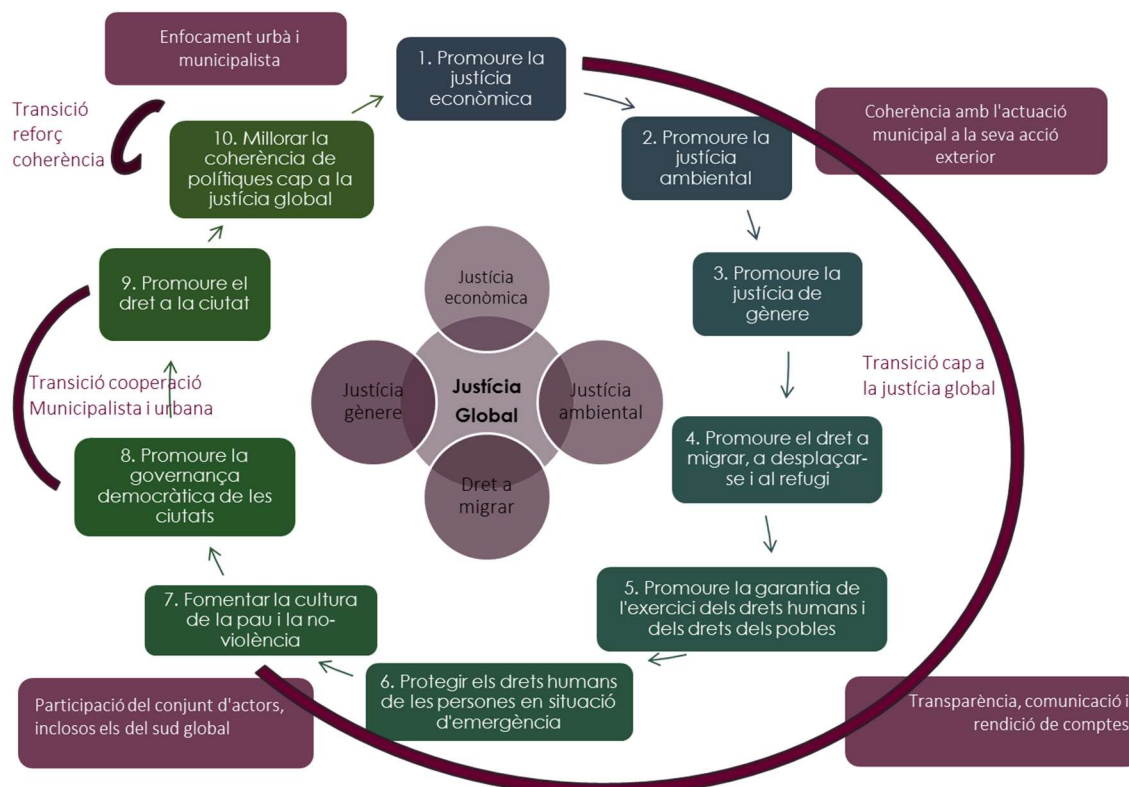 Enfocament urbà i
municipalista
1. Promoure la
justícia
econòmica
Transició
reforç
coherència
10. Millorar la
coherència de
polítiques cap a la
justícia global
2. Promoure la
justícia
ambiental
Coherència amb l'actuació
municipal a la seva acció
exterior
9. Promoure el
dret a la ciutat
3. Promoure la
justícia de
gènere
Justícia
econòmica
Justícia
gènere
Justícia
Global
Justícia
ambiental
Dret a
migrar
Transició cap a
la justícia global
Transició cooperació
Municipalista i urbana
8. Promoure la
governança
democràtica de les
ciutats
4. Promoure el dret a
migrar, a desplaçar-
se i al refugi
7. Fomentar la cultura
de la pau i la no-
violència
5. Promoure la garantia de
l'exercici dels drets humans i
dels drets dels pobles
6. Protegir els drets humans
de les persones en situació
d'emergència
Participació del conjunt d'actors,
inclosos els del sud global
Transparència, comunicació i
rendició de comptes